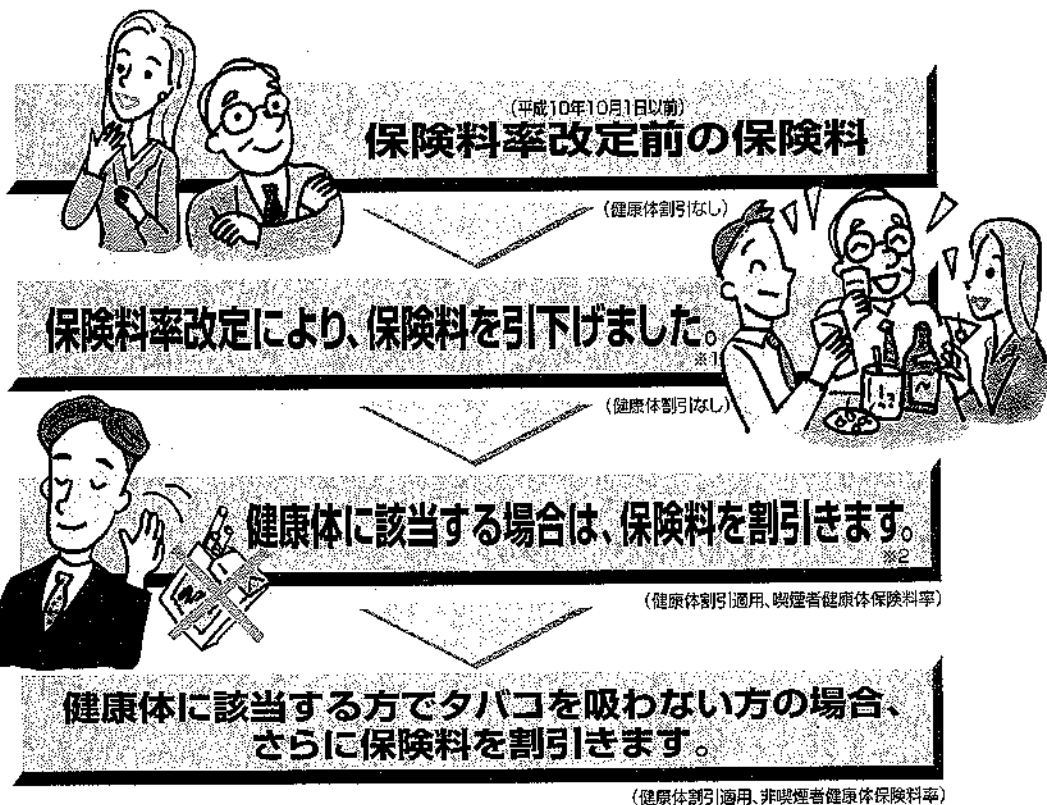 (平成10年10月1日以前)
保険料率改定前の保険料
(健康体割引なし)
保険料率改定により、保険料を引下げました。
※1
(健康体割引なし)
健康体に該当する場合は、保険料を割引きます。
※2
(健康体割引適用、喫煙者健康体保険料率)
健康体に該当する方でタバコを吸わない方の場合、
さらに保険料を割引きます。
(健康体割引適用、非喫煙者健康体保険料率)